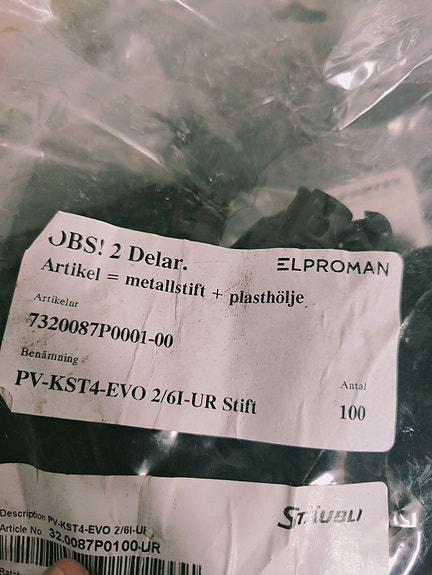 OBS! 2 Delar.
ELPROMAN
Artikel = metallstift + plasthölje
Artikelnr
7320087P0001-00
Benämning
Antal
PV-KST4-EVO 2/6I-UR Stift
100
STÄUBLI
Description PV-KST4-EVO 2/6I-UR
Article No 32.0087P0100-UR
Batch